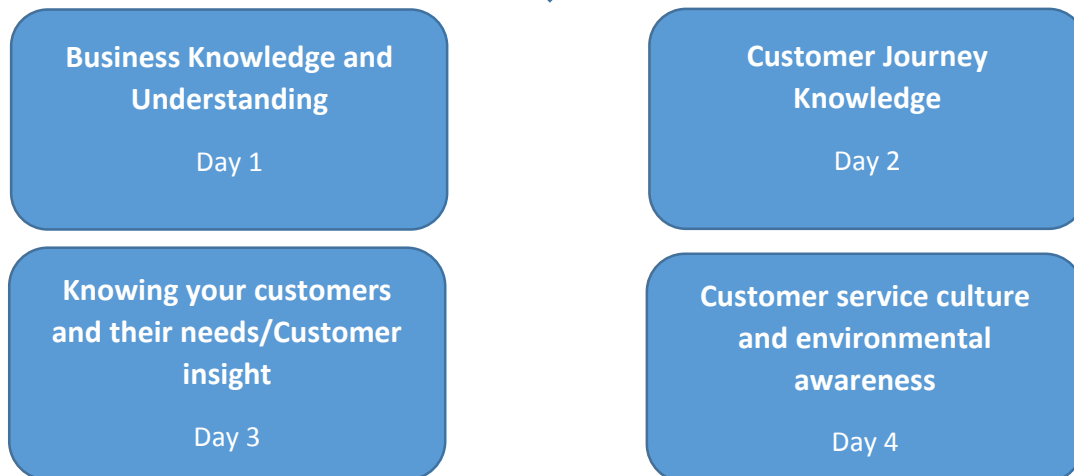 Business Knowledge and
Understanding
Day 1
Customer Journey
Knowledge
Day 2
Knowing your customers
and their needs/Customer
insight
Day 3
Customer service culture
and environmental
awareness
Day 4